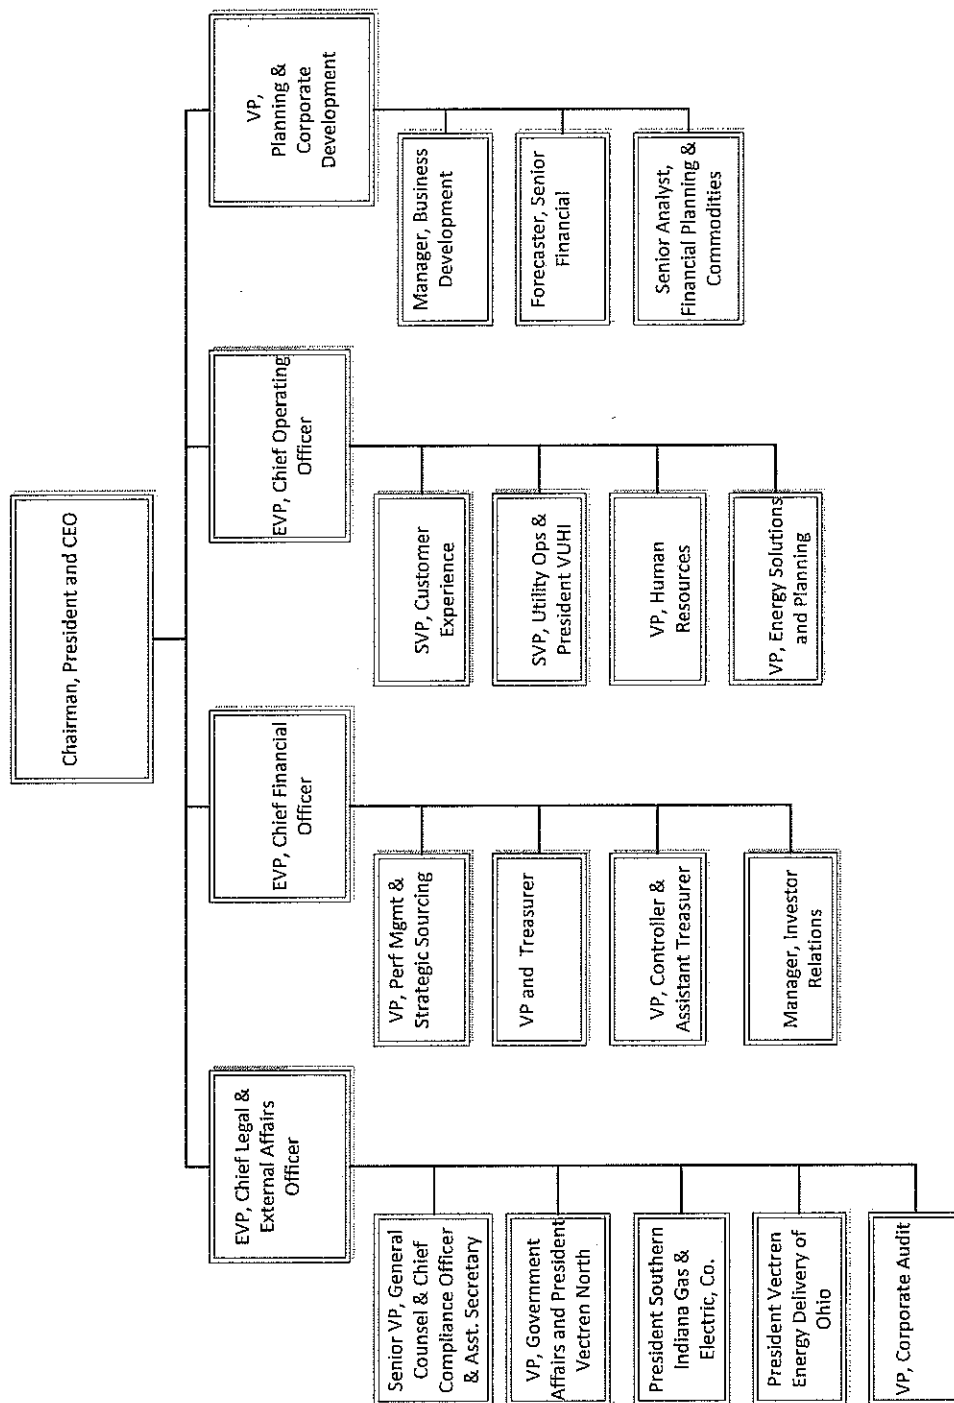 Chairman, President and CEO
EVP, Chief Legal &
External Affairs
Officer
Senior VP, General
Counsel & Chief
Compliance Officer
& Asst. Secretary
VP, Government
Affairs and President
Vectren North
President Southern
Indiana Gas &
Electric, Co.
President Vectren
Energy Delivery of
Ohio
VP, Corporate Audit
EVP, Chief Financial
Officer
VP, Perf Mgmt &
Strategic Sourcing
VP and Treasurer
VP, Controller &
Assistant Treasurer
Manager, Investor
Relations
EVP, Chief Operating
Officer
SVP, Customer
Experience
SVP, Utility Ops &
President VUHI
VP, Human
Resources
VP, Energy Solutions
and Planning
VP,
Planning &
Corporate
Development
Manager, Business
Development
Forecaster, Senior
Financial
Senior Analyst,
Financial Planning &
Commodities